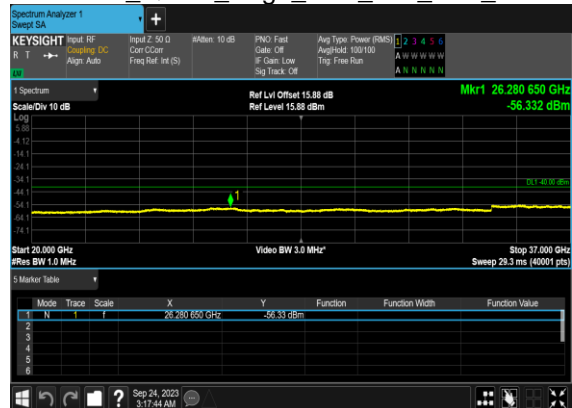 Spectrum Analyzer 1
Swept SA
+
KEYSIGHT Input: RF Input Z: 50 Ω #Atten: 10 dB PNO: Fast Avg Type: Power (RMS) 1 2 3 4 5 6
R T Coupling: DC Corr CCorr Gate: Off Avg|Hold: 100/100 A W W W W W
Align: Auto Freq Ref: Int (S) IF Gain: Low Trig: Free Run
Sig Track: Off A N N N N N
1 Spectrum Ref Lvl Offset 15.88 dB Mkr1 26.280 650 GHz
Scale/Div 10 dB Ref Level 15.88 dBm -56.332 dBm
Log
5.88
-4.12
-14.1
-24.1
-34.1
DL1 -40.00 dBm
-44.1
1
-54.1
-64.1
-74.1
Start 20.000 GHz Video BW 3.0 MHz* Stop 37.000 GHz
#Res BW 1.0 MHz Sweep 29.3 ms (40001 pts)
5 Marker Table
Mode Trace Scale X Y Function Function Width Function Value
1 N 1 f 26.280 650 GHz -56.33 dBm
2
3
4
5
6
? Sep 24, 2023
3:17:44 AM